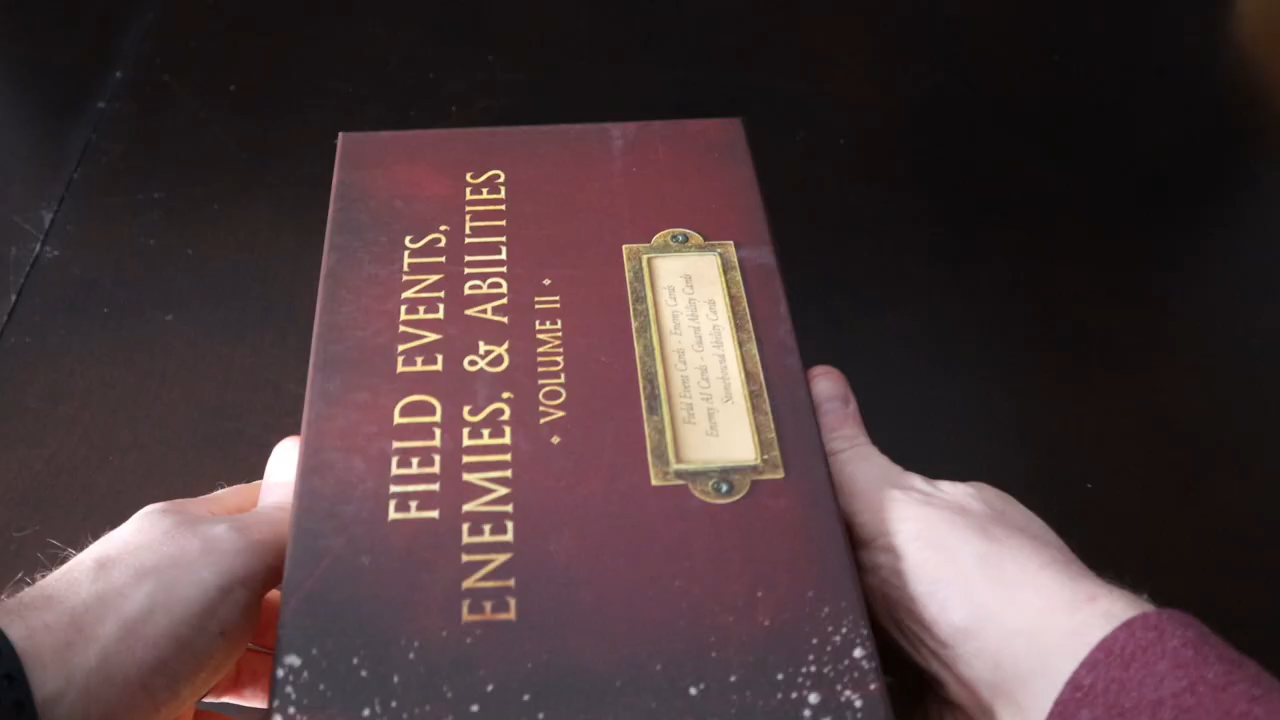 FIELD EVENTS,
ENEMIES, & ABILITIES
VOLUME II
Field Event Cards - Enemy Cards
Enemy AI Cards - Guard Ability Cards
Stonebound Ability Cards